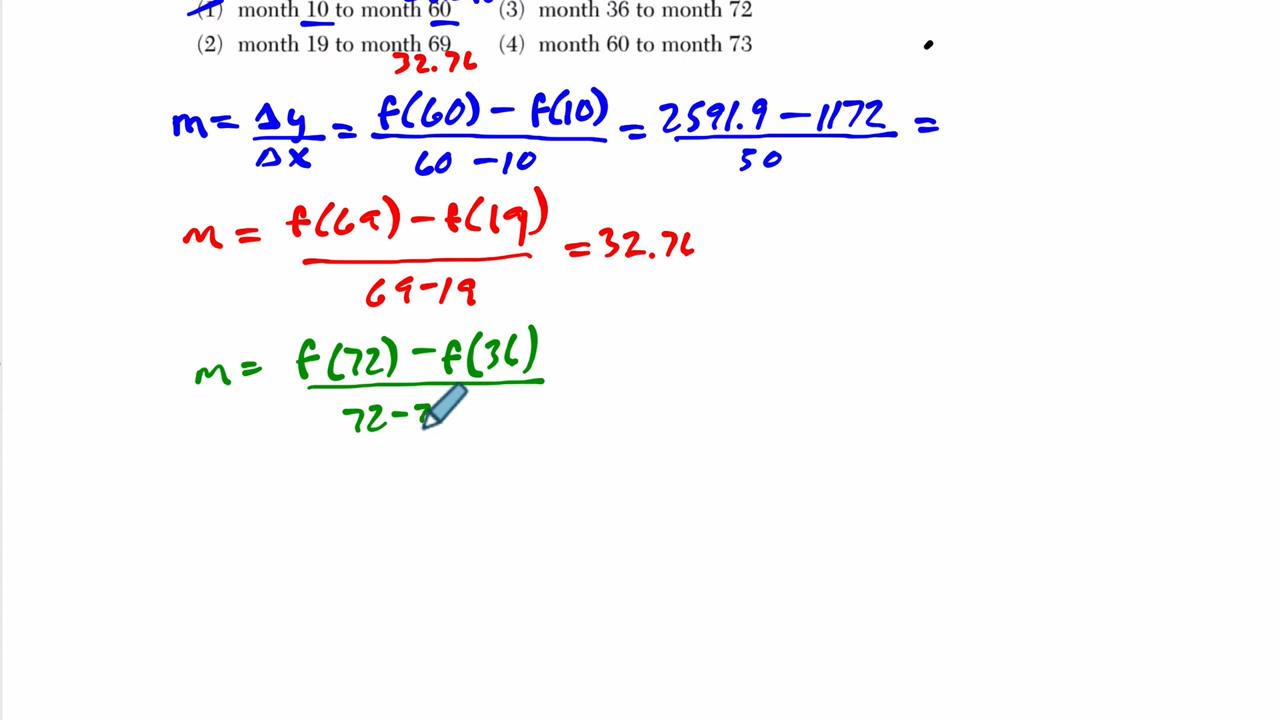 (1) month 10 to month 60 (3) month 36 to month 72
(2) month 19 to month 69 (4) month 60 to month 73
32.76
m = Δy/Δx = f(60) - f(10)/60 - 10 = 2591.9 - 1172/50 =
m = f(69) - f(19)/69 - 19 = 32.76
m = f(72) - f(36)/72 -